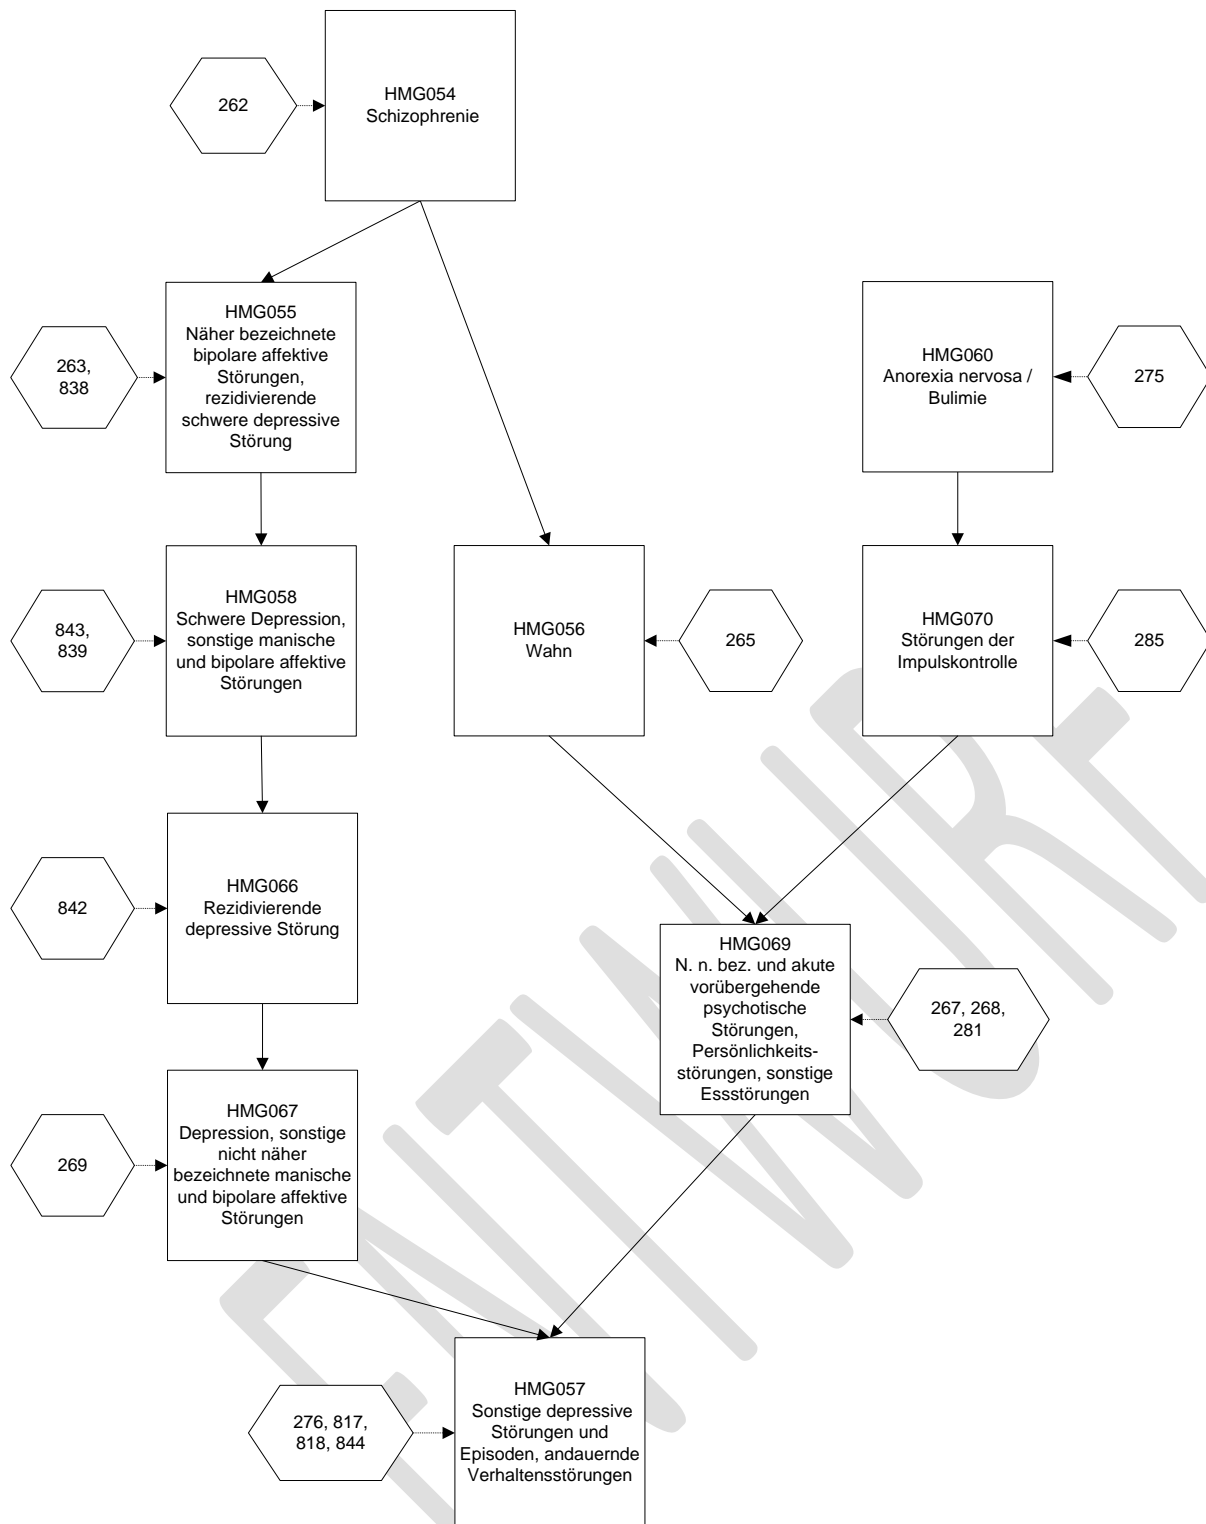 262
HMG054
Schizophrenie
HMG055
Näher bezeichnete
bipolare affektive
Störungen,
rezidivierende
schwere depressive
Störung
263,
838
HMG060
Anorexia nervosa /
Bulimie
275
HMG058
Schwere Depression,
sonstige manische
und bipolare affektive
Störungen
843,
839
HMG056
Wahn
265
HMG070
Störungen der
Impulskontrolle
285
HMG066
Rezidivierende
depressive Störung
842
HMG069
N. n. bez. und akute
vorübergehende
psychotische
Störungen,
Persönlichkeits-
störungen, sonstige
Essstörungen
267, 268,
281
HMG067
Depression, sonstige
nicht näher
bezeichnete manische
und bipolare affektive
Störungen
269
HMG057
Sonstige depressive
Störungen und
Episoden, andauernde
Verhaltensstörungen
276, 817,
818, 844
ENTWURF